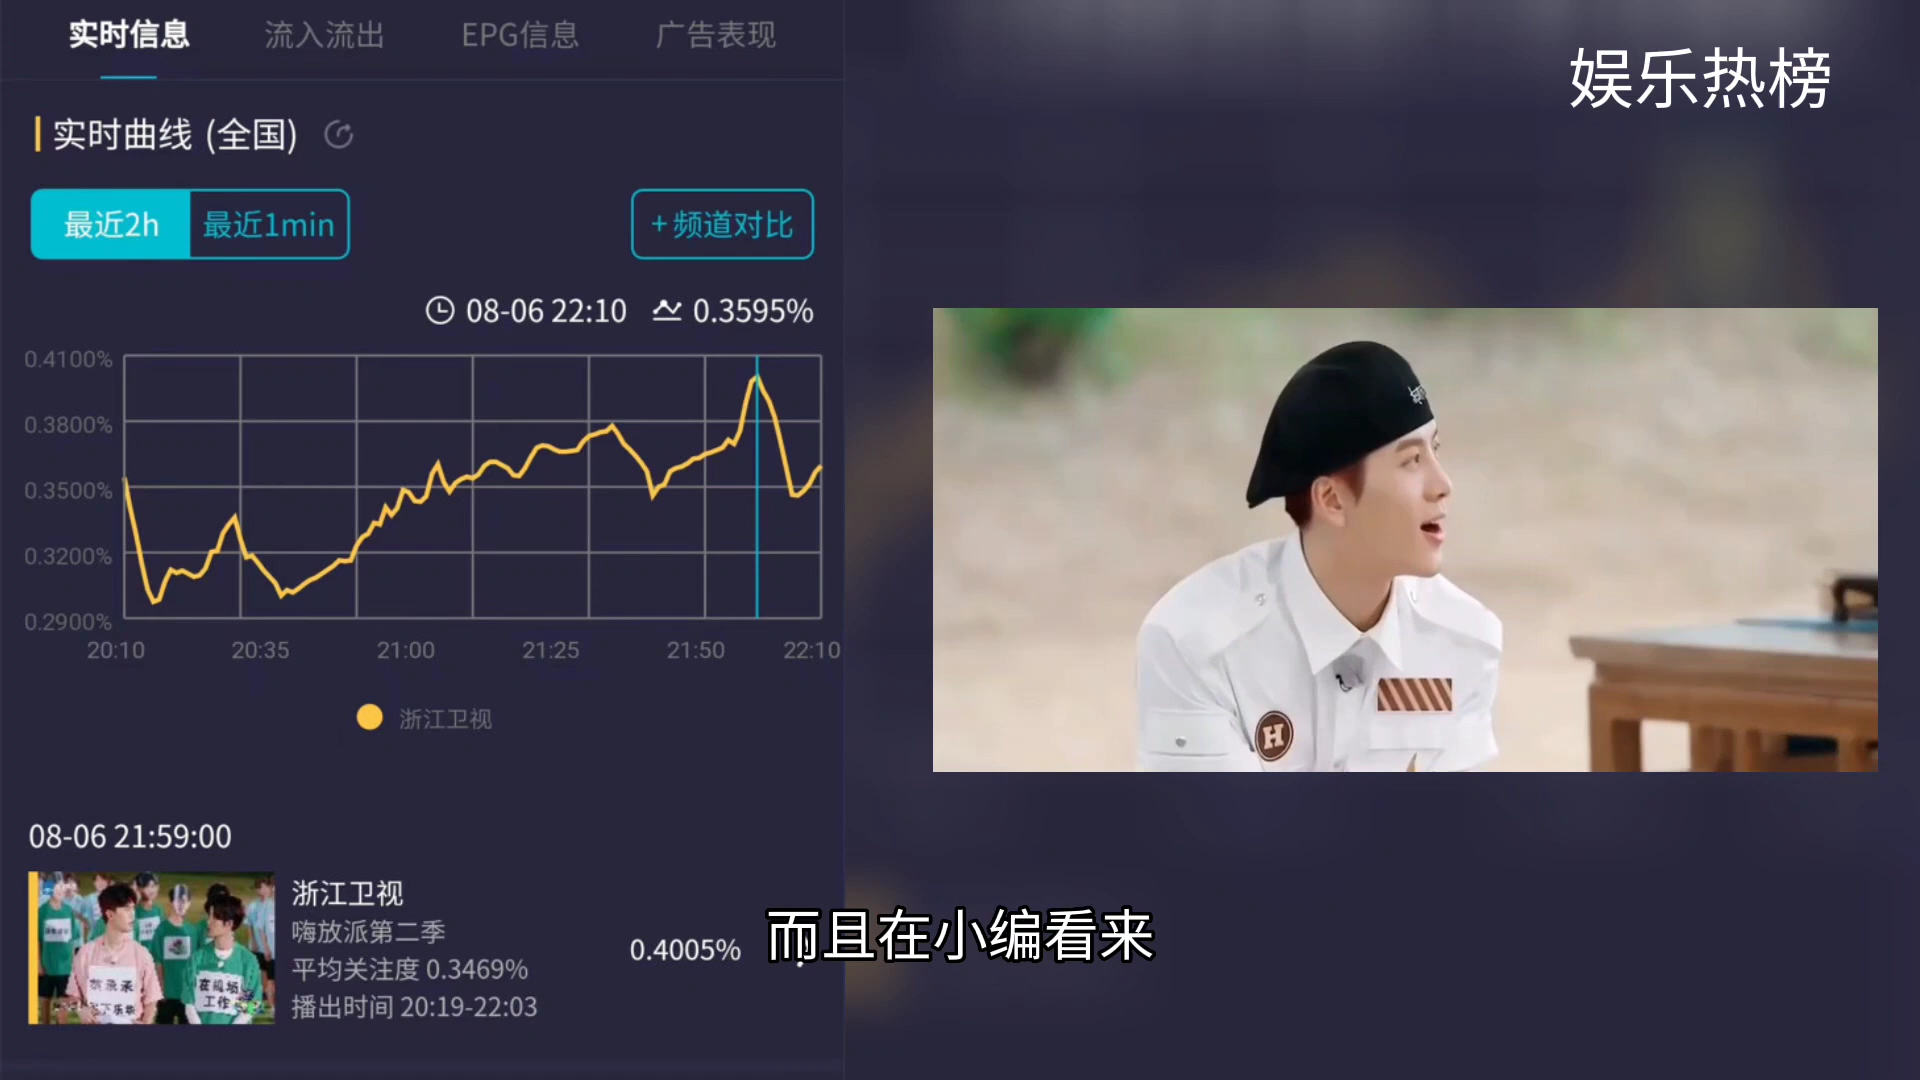 实时信息 流入流出 EPG信息 广告表现
娱乐热榜
实时曲线 (全国)
最近2h 最近1min +频道对比
08-06 22:10 0.3595%
0.4100%
0.3800%
0.3500%
0.3200%
0.2900%
20:10 20:35 21:00 21:25 21:50 22:10
浙江卫视
H
08-06 21:59:00
浙江卫视
嗨放派第二季
平均关注度 0.3469%
播出时间 20:19-22:03
0.4005%
在现场
工作
而且在小编看来